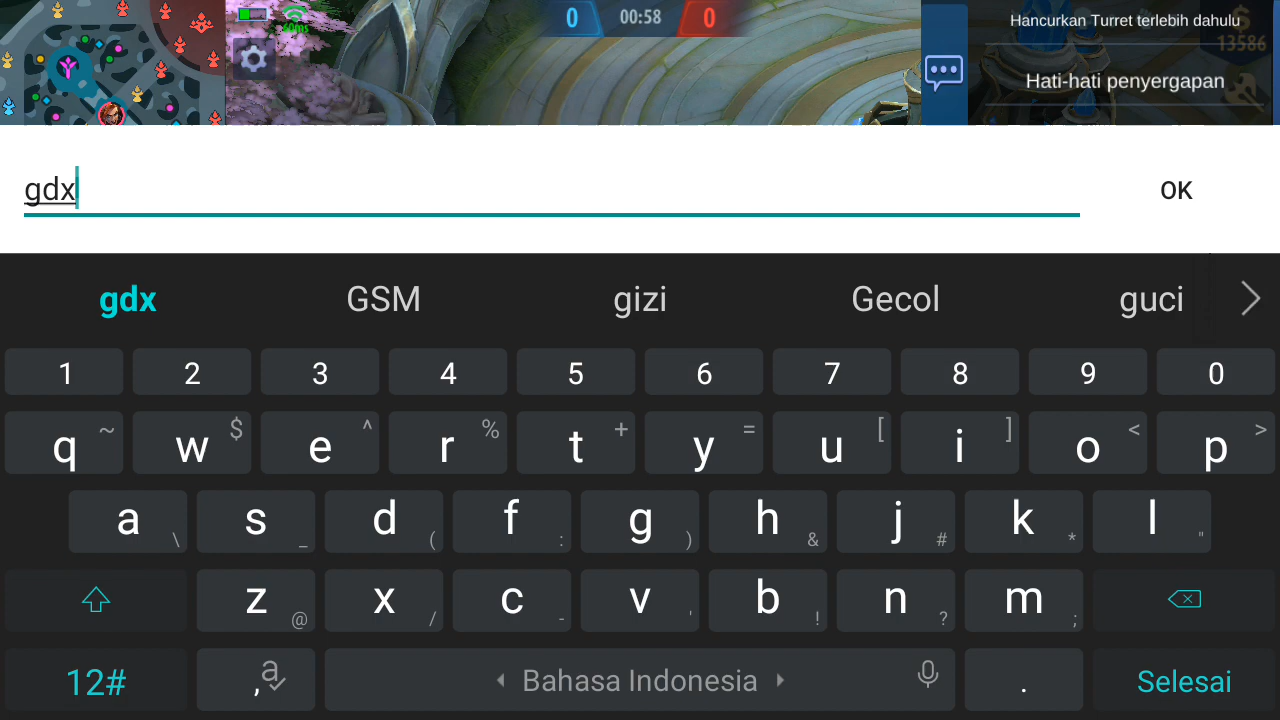 40ms
0 00:58 0
Hancurkan Turret terlebih dahulu
13586
Hati-hati penyergapan
gdx
OK
gdx GSM gizi Gecol guci
1 2 3 4 5 6 7 8 9 0
q ~ w $ e ^ r % t + y = u [ i ] o < p >
a \ s _ d ( f : g ) h & j # k * l "
z @ x / c - v ' b ! n ? m ;
12# , a Bahasa Indonesia . Selesai